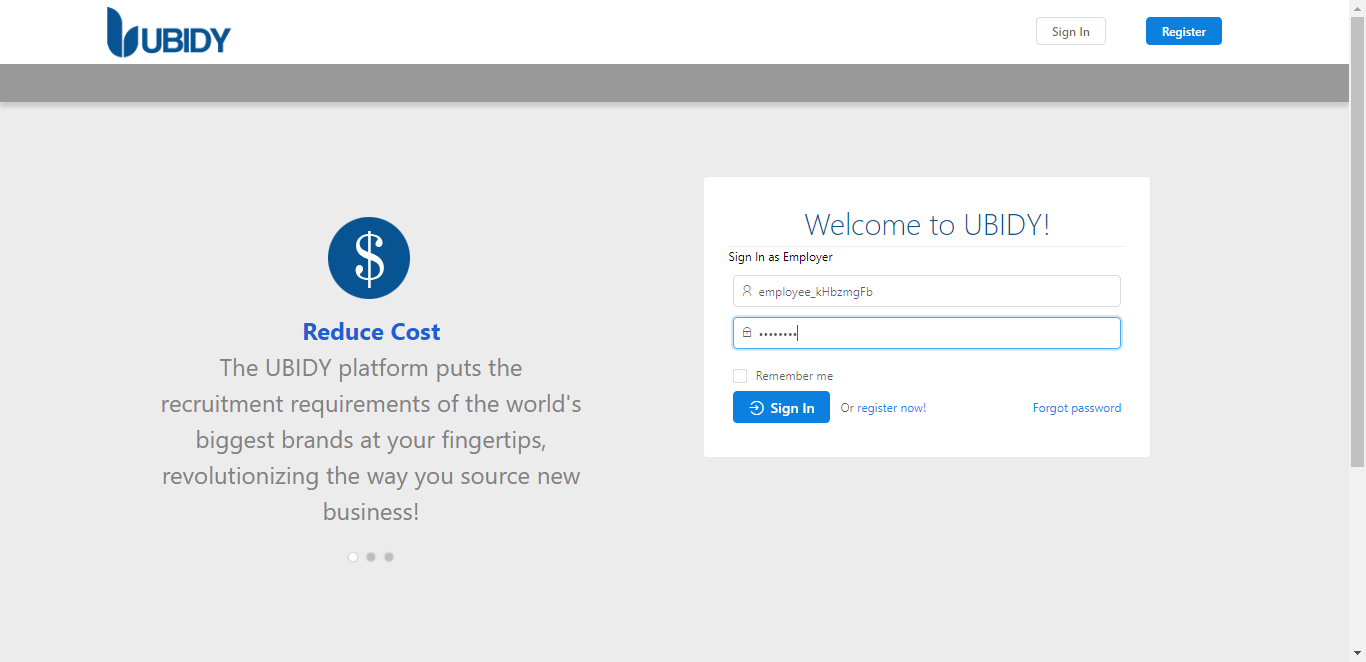 UBIDY
Sign In
Register
$
Reduce Cost
The UBIDY platform puts the
recruitment requirements of the world's
biggest brands at your fingertips,
revolutionizing the way you source new
business!
Welcome to UBIDY!
Sign In as Employer
employee_kHbzmgFb
••••••••
Remember me
Sign In Or register now! Forgot password